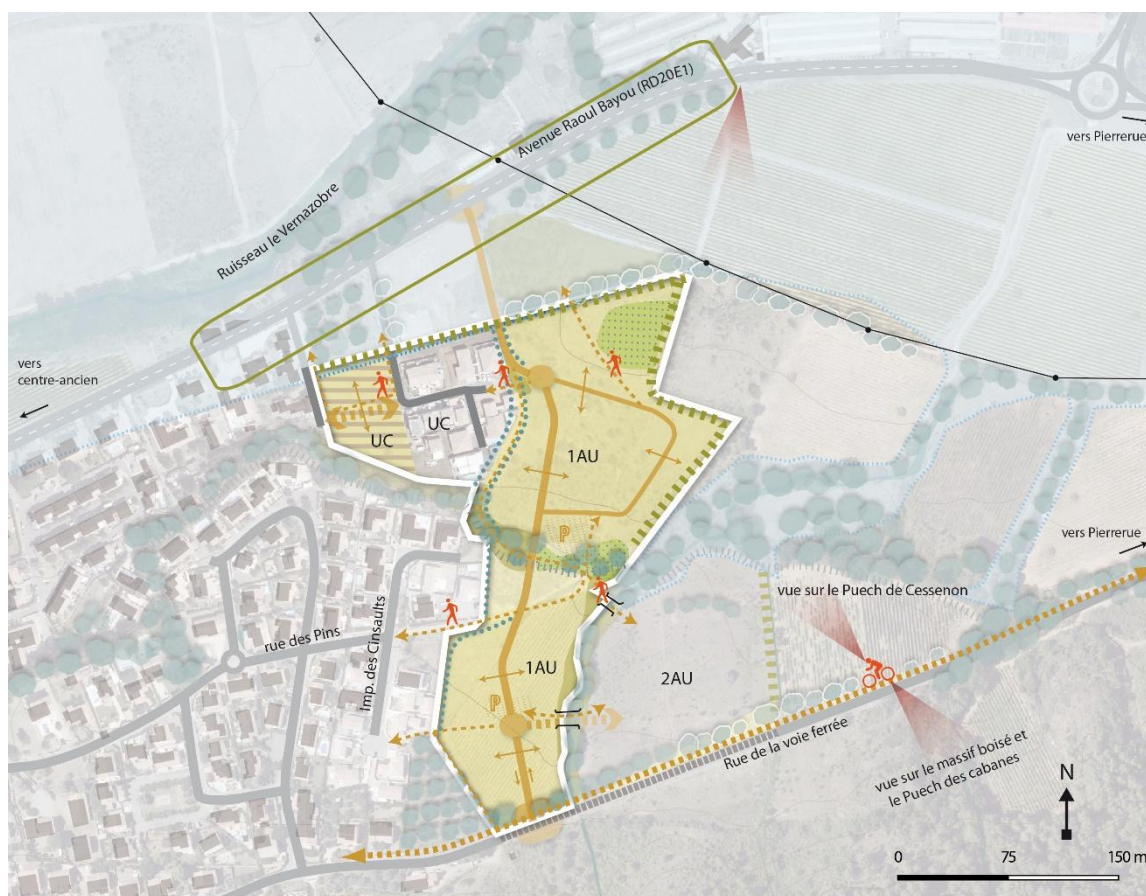 Avenue Raoul Bayou (RD20E1)
vers Pierrerue
Ruisseau le Vernazobre
vers
centre-ancien
UC
UC
1AU
P
vers
Pierrerue
vue sur le Puech de Cessenon
rue des Pins
Imp. des Cinsaults
1AU
2AU
P
Rue de la voie ferrée
vue sur le massif boisé et
le Puech des cabanes
N
0 75 150 m